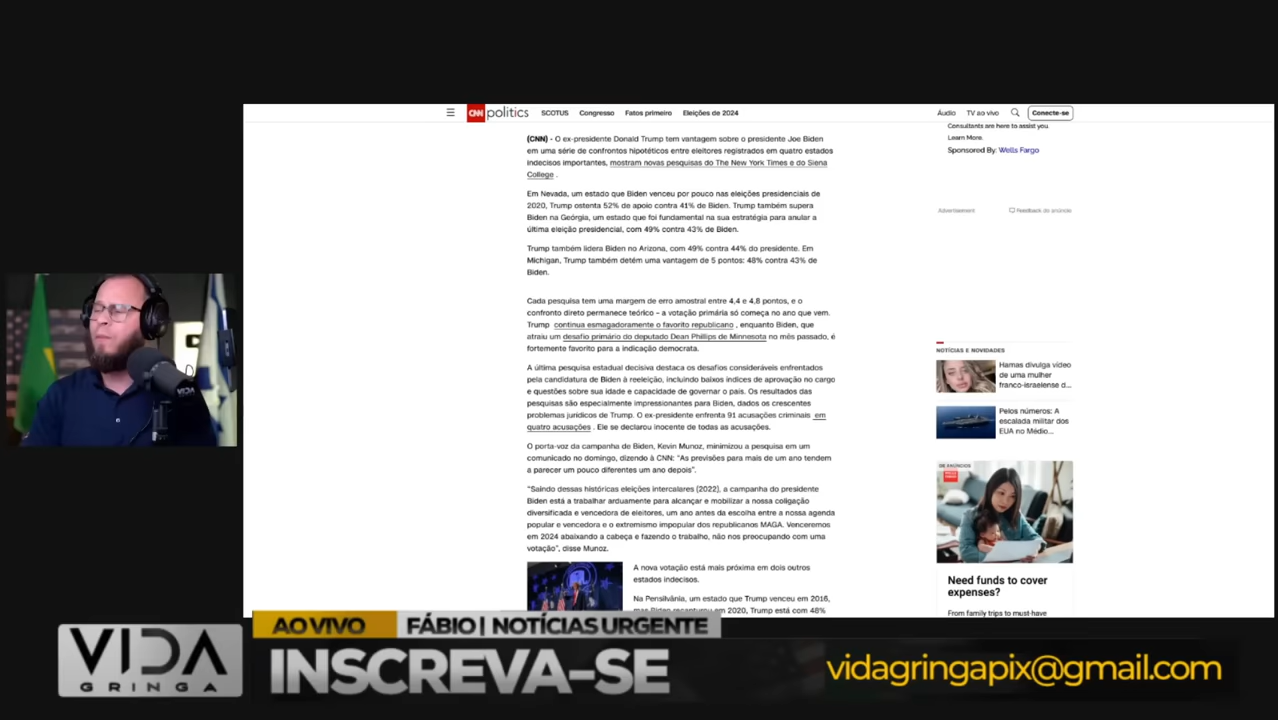 CNN politics SCOTUS Congresso Fatos primeiro Eleições de 2024 Áudio TV ao vivo Conecte-se
(CNN) - O ex-presidente Donald Trump tem vantagem sobre o presidente Joe Biden
em uma série de confrontos hipotéticos entre eleitores registrados em quatro estados
indecisos importantes, mostram novas pesquisas do The New York Times e do Siena
College .
Em Nevada, um estado que Biden venceu por pouco nas eleições presidenciais de
2020, Trump ostenta 52% de apoio contra 41% de Biden. Trump também supera
Biden na Geórgia, um estado que foi fundamental na sua estratégia para anular a
última eleição presidencial, com 49% contra 43% de Biden.
Trump também lidera Biden no Arizona, com 49% contra 44% do presidente. Em
Michigan, Trump também detém uma vantagem de 5 pontos: 48% contra 43% de
Biden.
Cada pesquisa tem uma margem de erro amostral entre 4,4 e 4,8 pontos, e o
confronto direto permanece teórico – a votação primária só começa no ano que vem.
Trump continua esmagadoramente o favorito republicano , enquanto Biden, que
atraiu um desafio primário do deputado Dean Phillips de Minnesota no mês passado, é
fortemente favorito para a indicação democrata.
A última pesquisa estadual decisiva destaca os desafios consideráveis enfrentados
pela candidatura de Biden à reeleição, incluindo baixos índices de aprovação no cargo
e questões sobre sua idade e capacidade de governar o país. Os resultados das
pesquisas são especialmente impressionantes para Biden, dados os crescentes
problemas jurídicos de Trump. O ex-presidente enfrenta 91 acusações criminais em
quatro acusações . Ele se declarou inocente de todas as acusações.
O porta-voz da campanha de Biden, Kevin Munoz, minimizou a pesquisa em um
comunicado no domingo, dizendo à CNN: “As previsões para mais de um ano tendem
a parecer um pouco diferentes um ano depois”.
“Saindo dessas históricas eleições intercalares (2022), a campanha do presidente
Biden está a trabalhar arduamente para alcançar e mobilizar a nossa coligação
diversificada e vencedora de eleitores, um ano antes da escolha entre a nossa agenda
popular e vencedora e o extremismo impopular dos republicanos MAGA. Venceremos
em 2024 abaixando a cabeça e fazendo o trabalho, não nos preocupando com uma
votação”, disse Munoz.
A nova votação está mais próxima em dois outros
estados indecisos.
Na Pensilvânia, um estado que Trump venceu em 2016,
mas Biden recapturou em 2020, Trump está com 48%
Consultants are here to assist you.
Learn More.
Sponsored By: Wells Fargo
Advertisement Feedback do anúncio
NOTÍCIAS E NOVIDADES
Hamas divulga vídeo
de uma mulher
franco-israelense d...
Pelos números: A
escalada militar dos
EUA no Médio...
DE ANÚNCIOS
Need funds to cover
expenses?
From family trips to must-have
VIDA
GRINGA
AO VIVO FÁBIO | NOTÍCIAS URGENTE
INSCREVA-SE
vidagringapix@gmail.com
VIDA